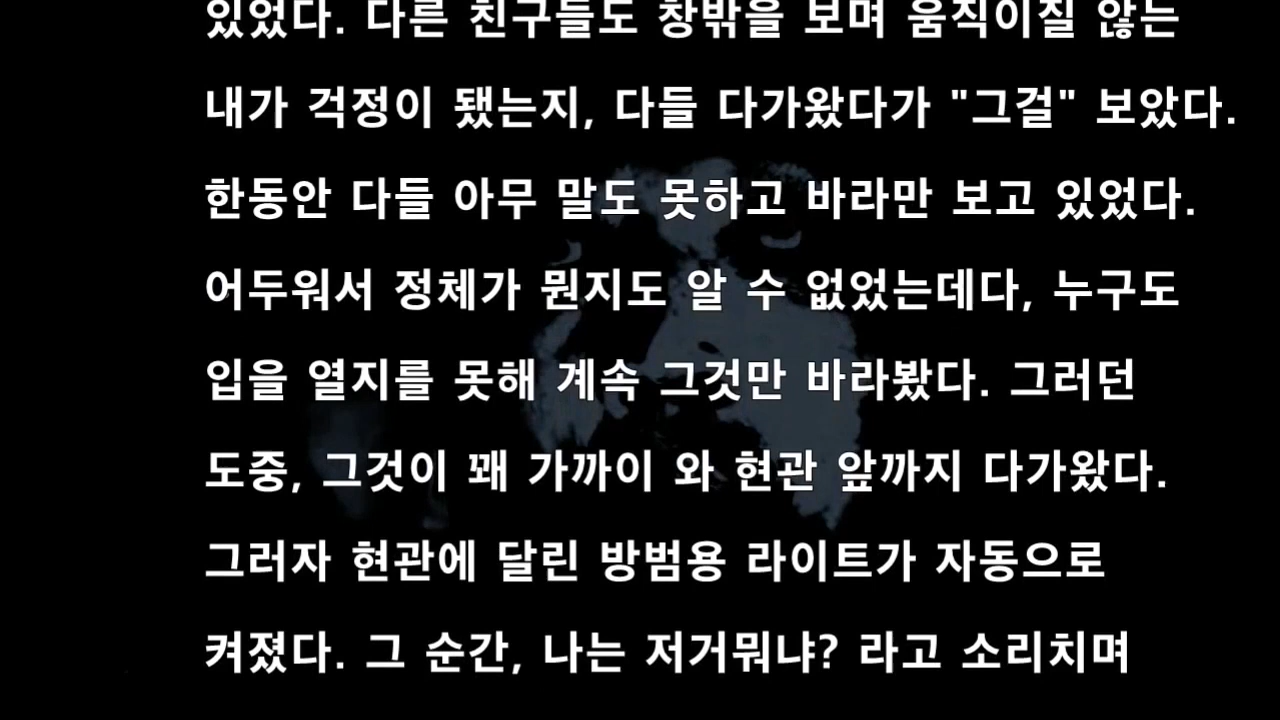 있었다. 다른 친구들도 창밖을 보며 움직이질 않는
내가 걱정이 됐는지, 다들 다가왔다가 "그걸" 보았다.
한동안 다들 아무 말도 못하고 바라만 보고 있었다.
어두워서 정체가 뭔지도 알 수 없었는데다, 누구도
입을 열지를 못해 계속 그것만 바라봤다. 그러던
도중, 그것이 꽤 가까이 와 현관 앞까지 다가왔다.
그러자 현관에 달린 방범용 라이트가 자동으로
켜졌다. 그 순간, 나는 저거뭐냐? 라고 소리치며